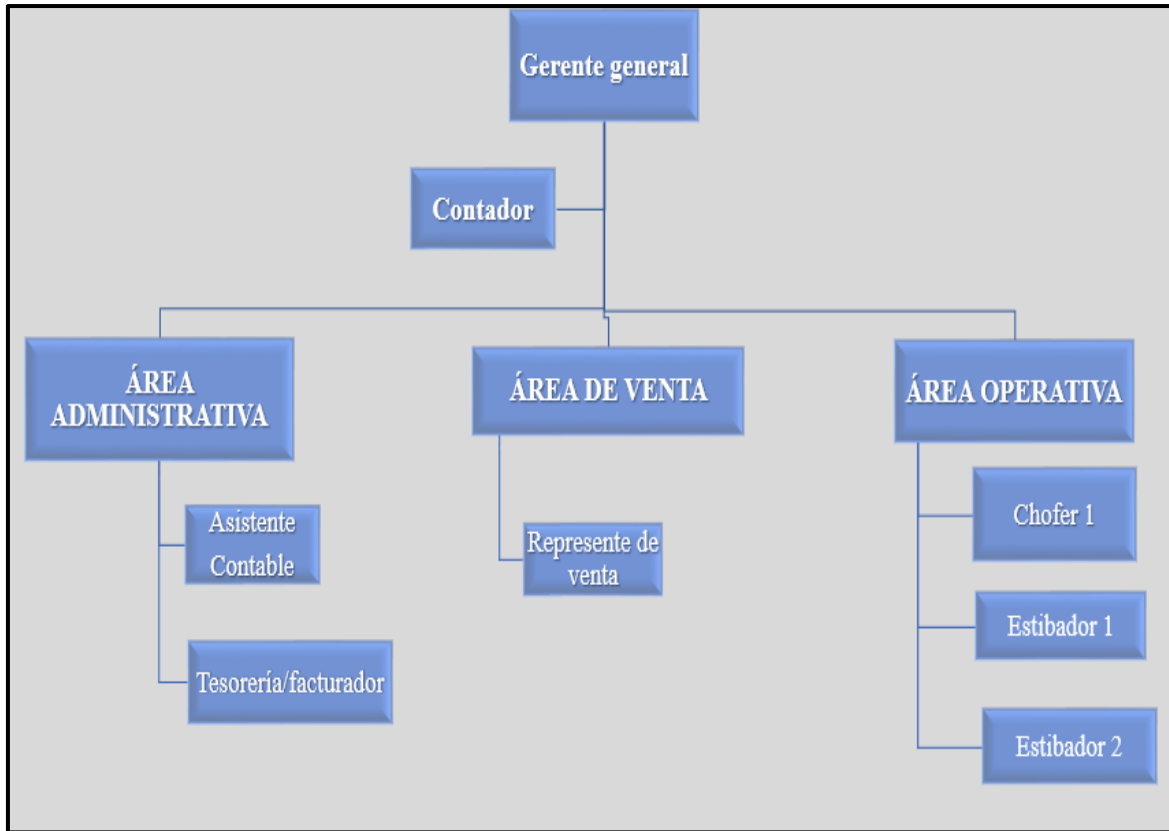 Gerente general
Contador
ÁREA
ADMINISTRATIVA
ÁREA DE VENTA
ÁREA OPERATIVA
Asistente
Contable
Tesorería/facturador
Represente de
venta
Chofer 1
Estibador 1
Estibador 2